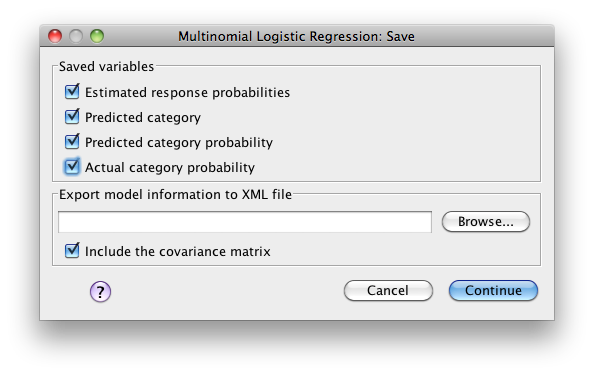 Multinomial Logistic Regression: Save
Saved variables
Estimated response probabilities
Predicted category
Predicted category probability
Actual category probability
Export model information to XML file
Browse...
Include the covariance matrix
?
Cancel
Continue